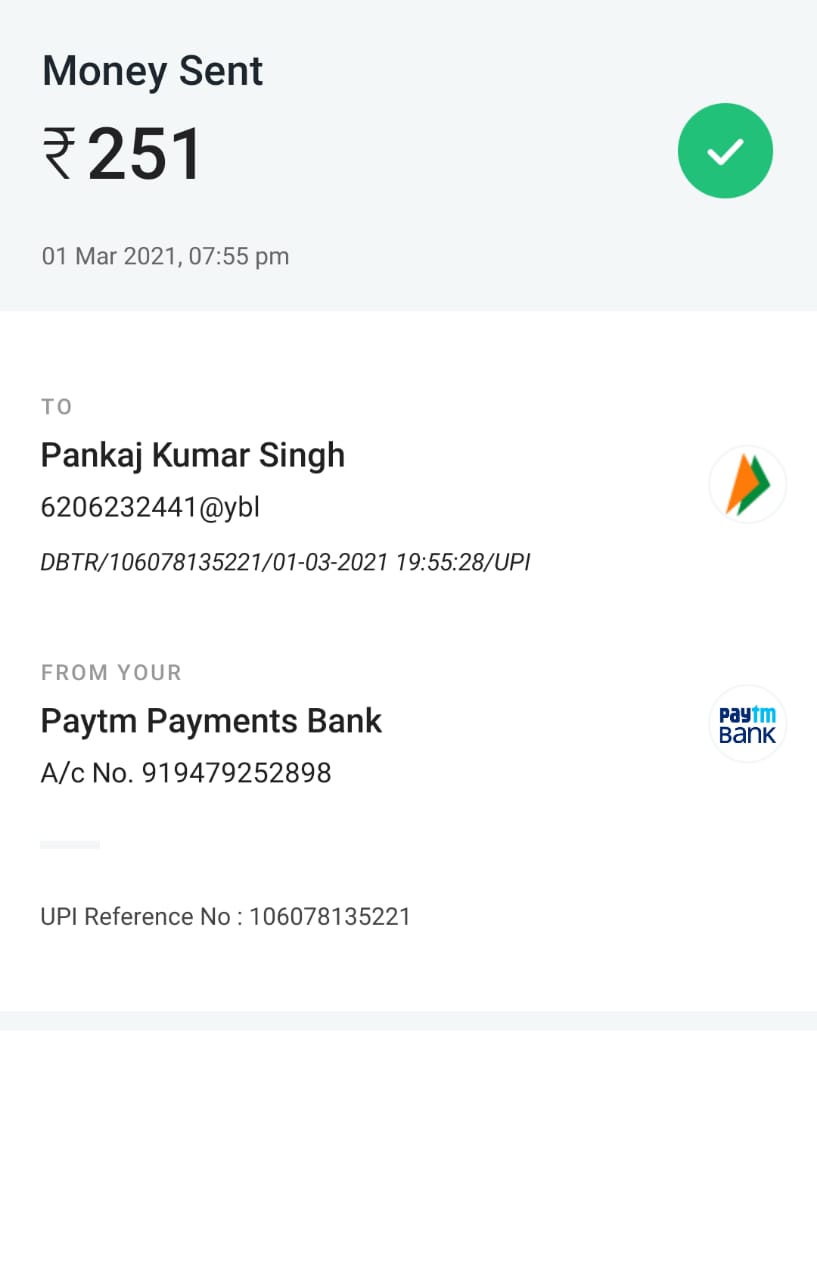 Money Sent
₹251
01 Mar 2021, 07:55 pm
TO
Pankaj Kumar Singh
6206232441@ybl
DBTR/106078135221/01-03-2021 19:55:28/UPI
FROM YOUR
Paytm Payments Bank
paytm
BANK
A/c No. 919479252898
UPI Reference No : 106078135221